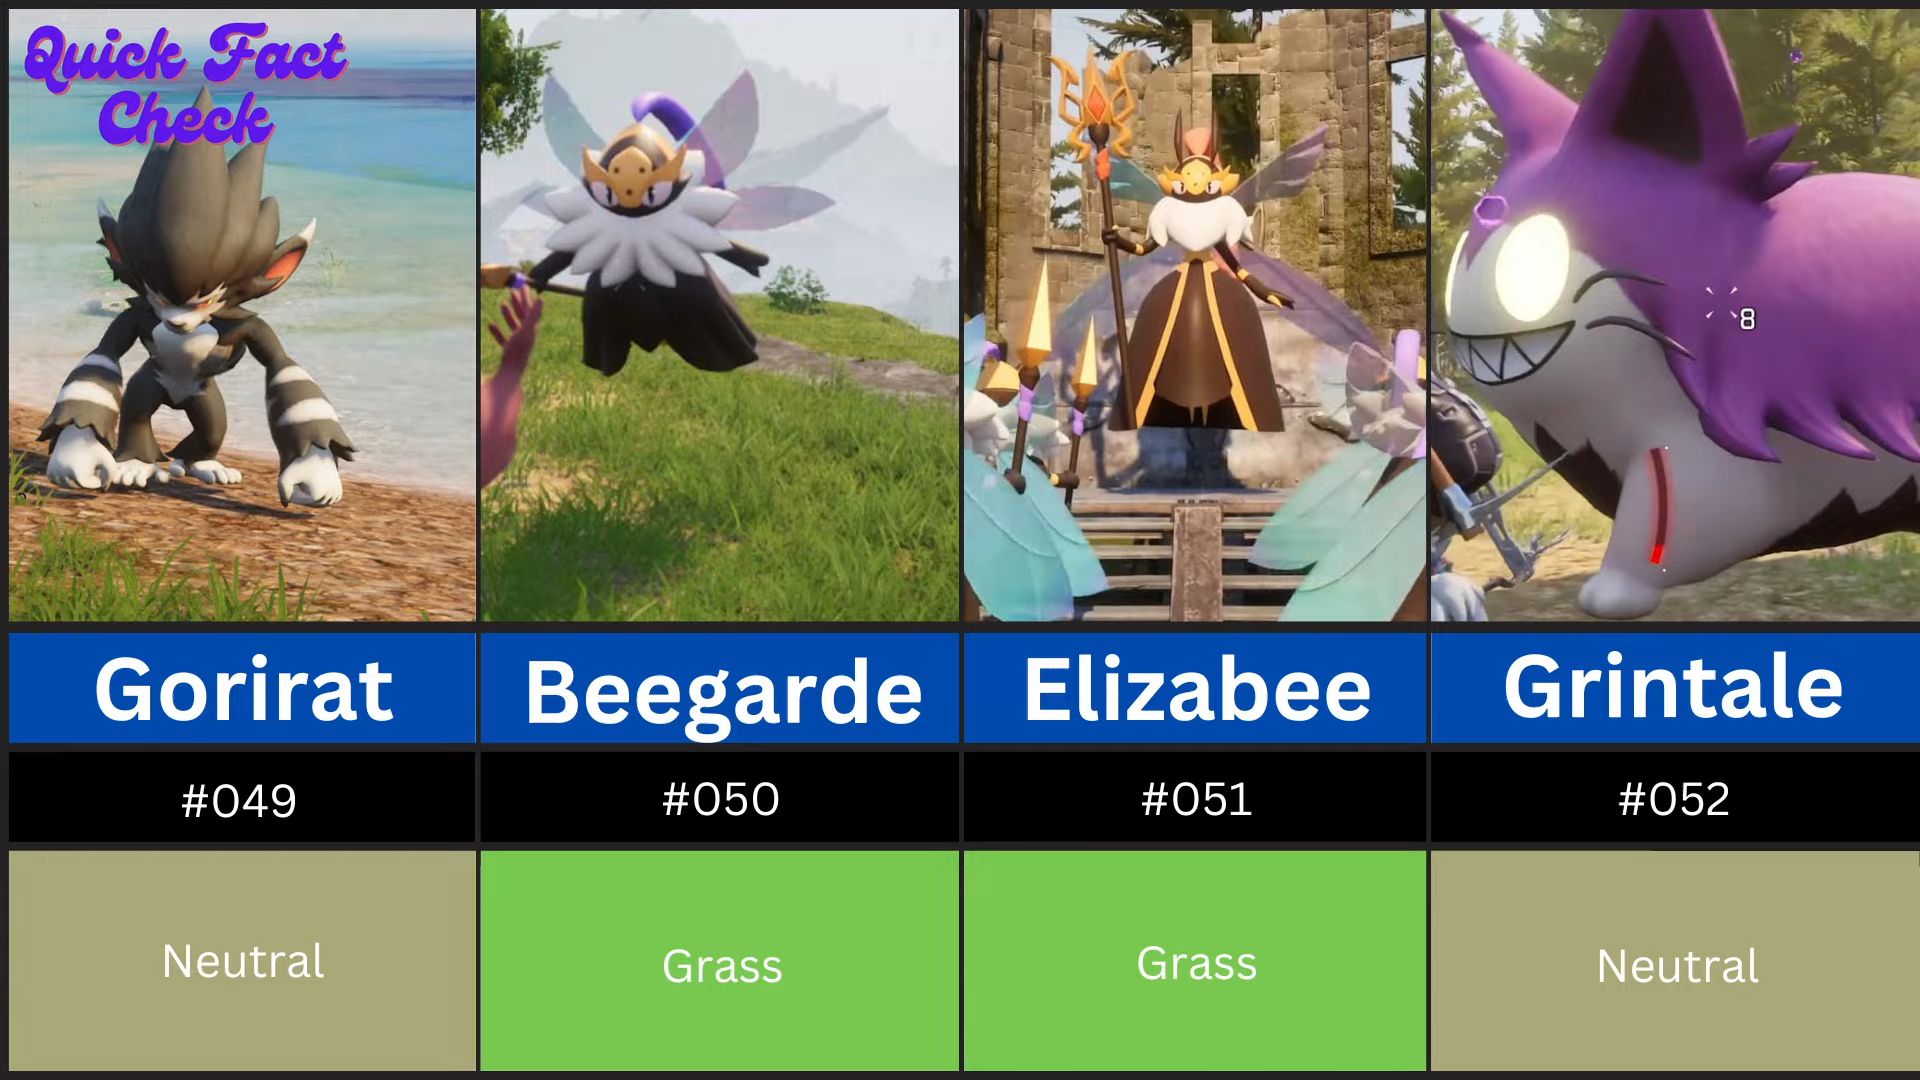 Quick Fact
Check
8
Gorirat
Beegarde
Elizabee
Grintale
#049
#050
#051
#052
Neutral
Grass
Grass
Neutral